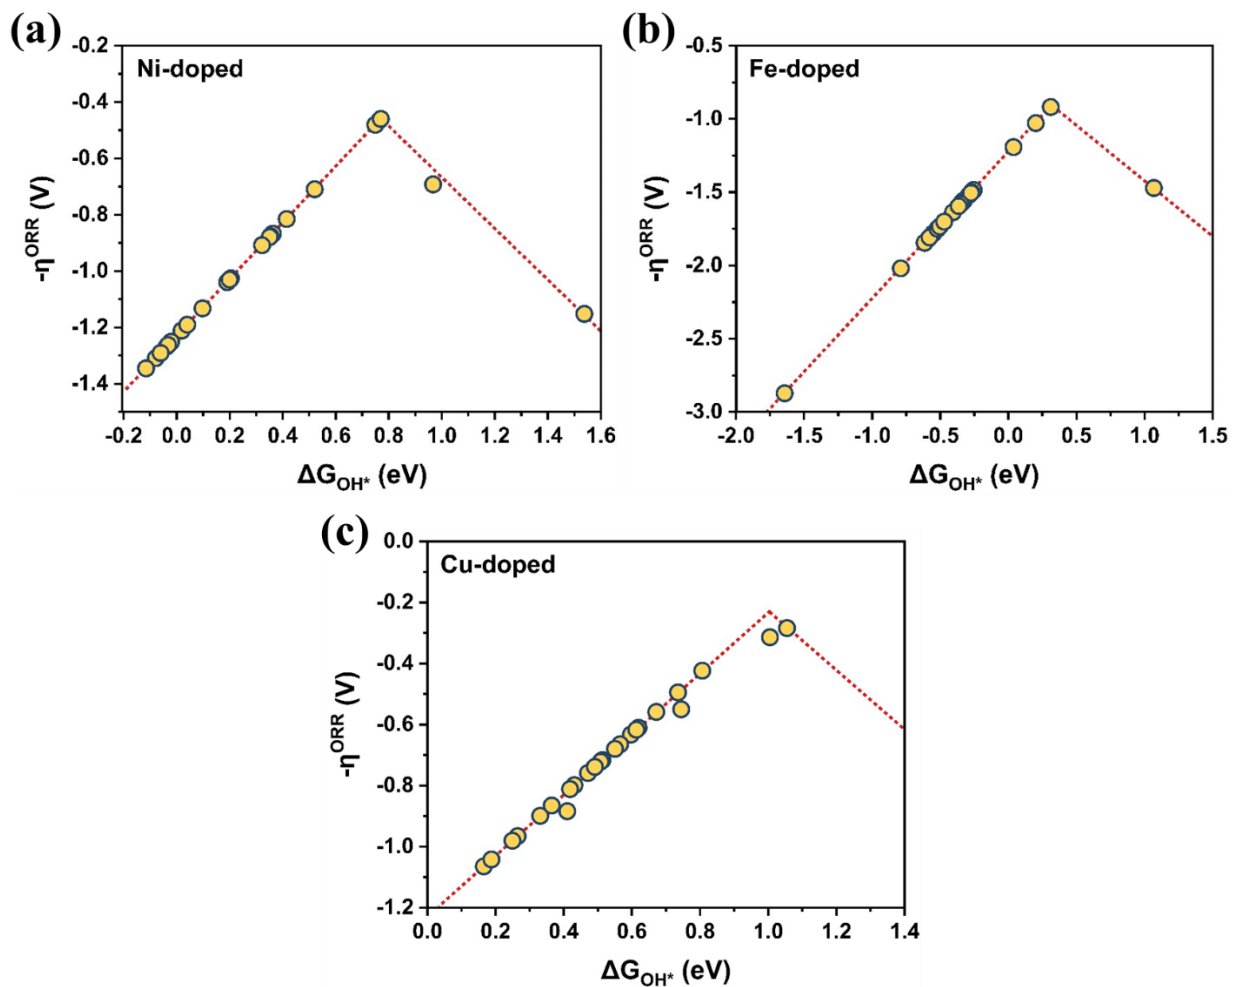 (a)
Ni-doped
-0.2
-0.4
-0.6
-0.8
-1.0
-1.2
-1.4
-η^ORR (V)
-0.2 0.0 0.2 0.4 0.6 0.8 1.0 1.2 1.4 1.6
ΔG_OH* (eV)
(b)
Fe-doped
-0.5
-1.0
-1.5
-2.0
-2.5
-3.0
-η^ORR (V)
-2.0 -1.5 -1.0 -0.5 0.0 0.5 1.0 1.5
ΔG_OH* (eV)
(c)
Cu-doped
0.0
-0.2
-0.4
-0.6
-0.8
-1.0
-1.2
-η^ORR (V)
0.0 0.2 0.4 0.6 0.8 1.0 1.2 1.4
ΔG_OH* (eV)